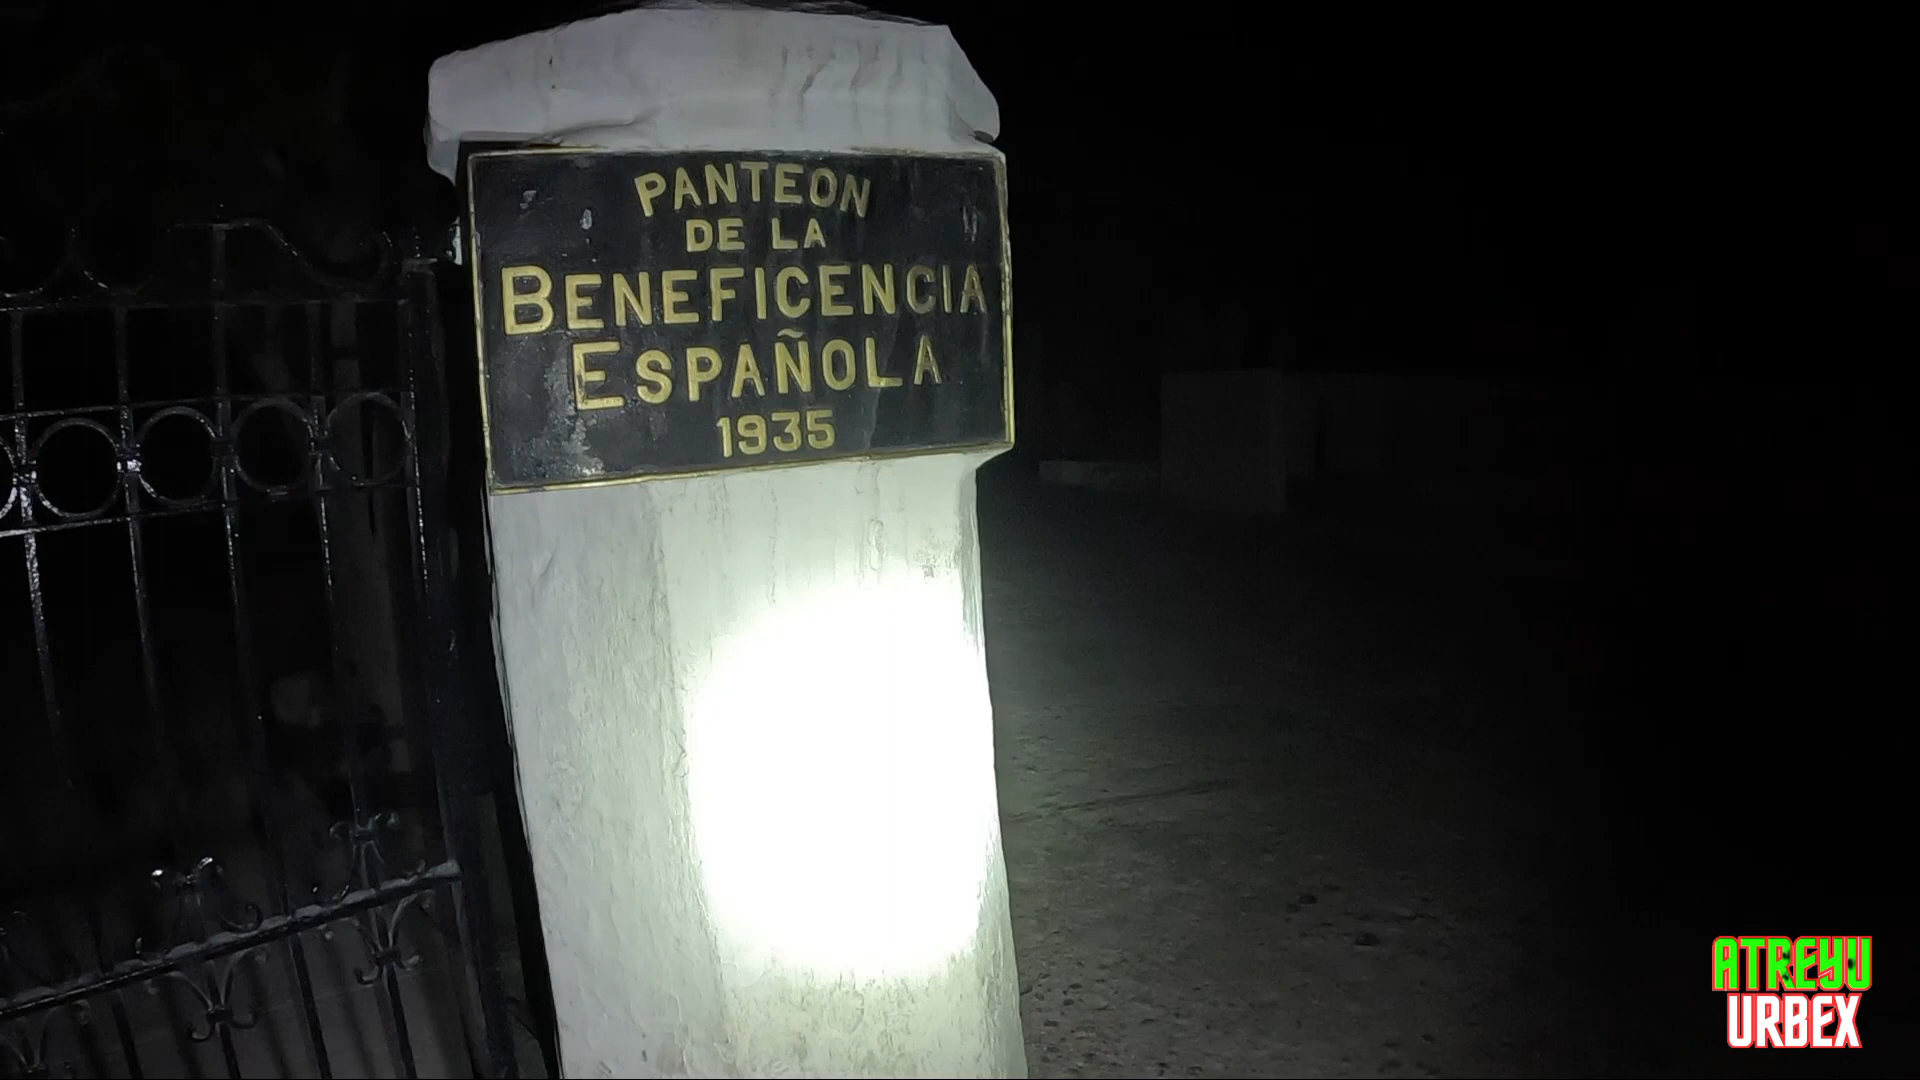 PANTEON
DE LA
BENEFICENCIA
ESPAÑOLA
1935
ATREYU
URBEX